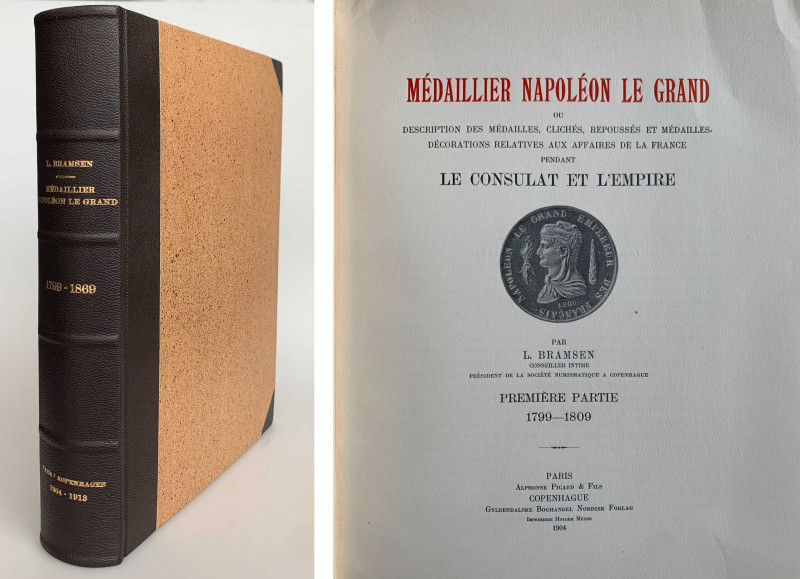 L. BRAMSEN
MÉDAILLIER
NAPOLÉON LE GRAND
1799-1869
PARIS / KOPENHAGEN
1904-1913
MÉDAILLIER NAPOLÉON LE GRAND
OU
DESCRIPTION DES MÉDAILLES, CLICHÉS, REPOUSSÉS ET MÉDAILLES-
DÉCORATIONS RELATIVES AUX AFFAIRES DE LA FRANCE
PENDANT
LE CONSULAT ET L'EMPIRE
NAPOLEON LE GRAND EMPEREUR DES FRANÇAIS
PAR
L. BRAMSEN
CONSEILLER INTIME
PRÉSIDENT DE LA SOCIÉTÉ NUMISMATIQUE A COPENHAGUE
PREMIÈRE PARTIE
1799—1809
PARIS
ALPHONSE PICARD & FILS
COPENHAGUE
GYLDENDALSKE BOGHANDEL NORDISK FORLAG
IMPRIMERIE HOLGER MEYER
1904